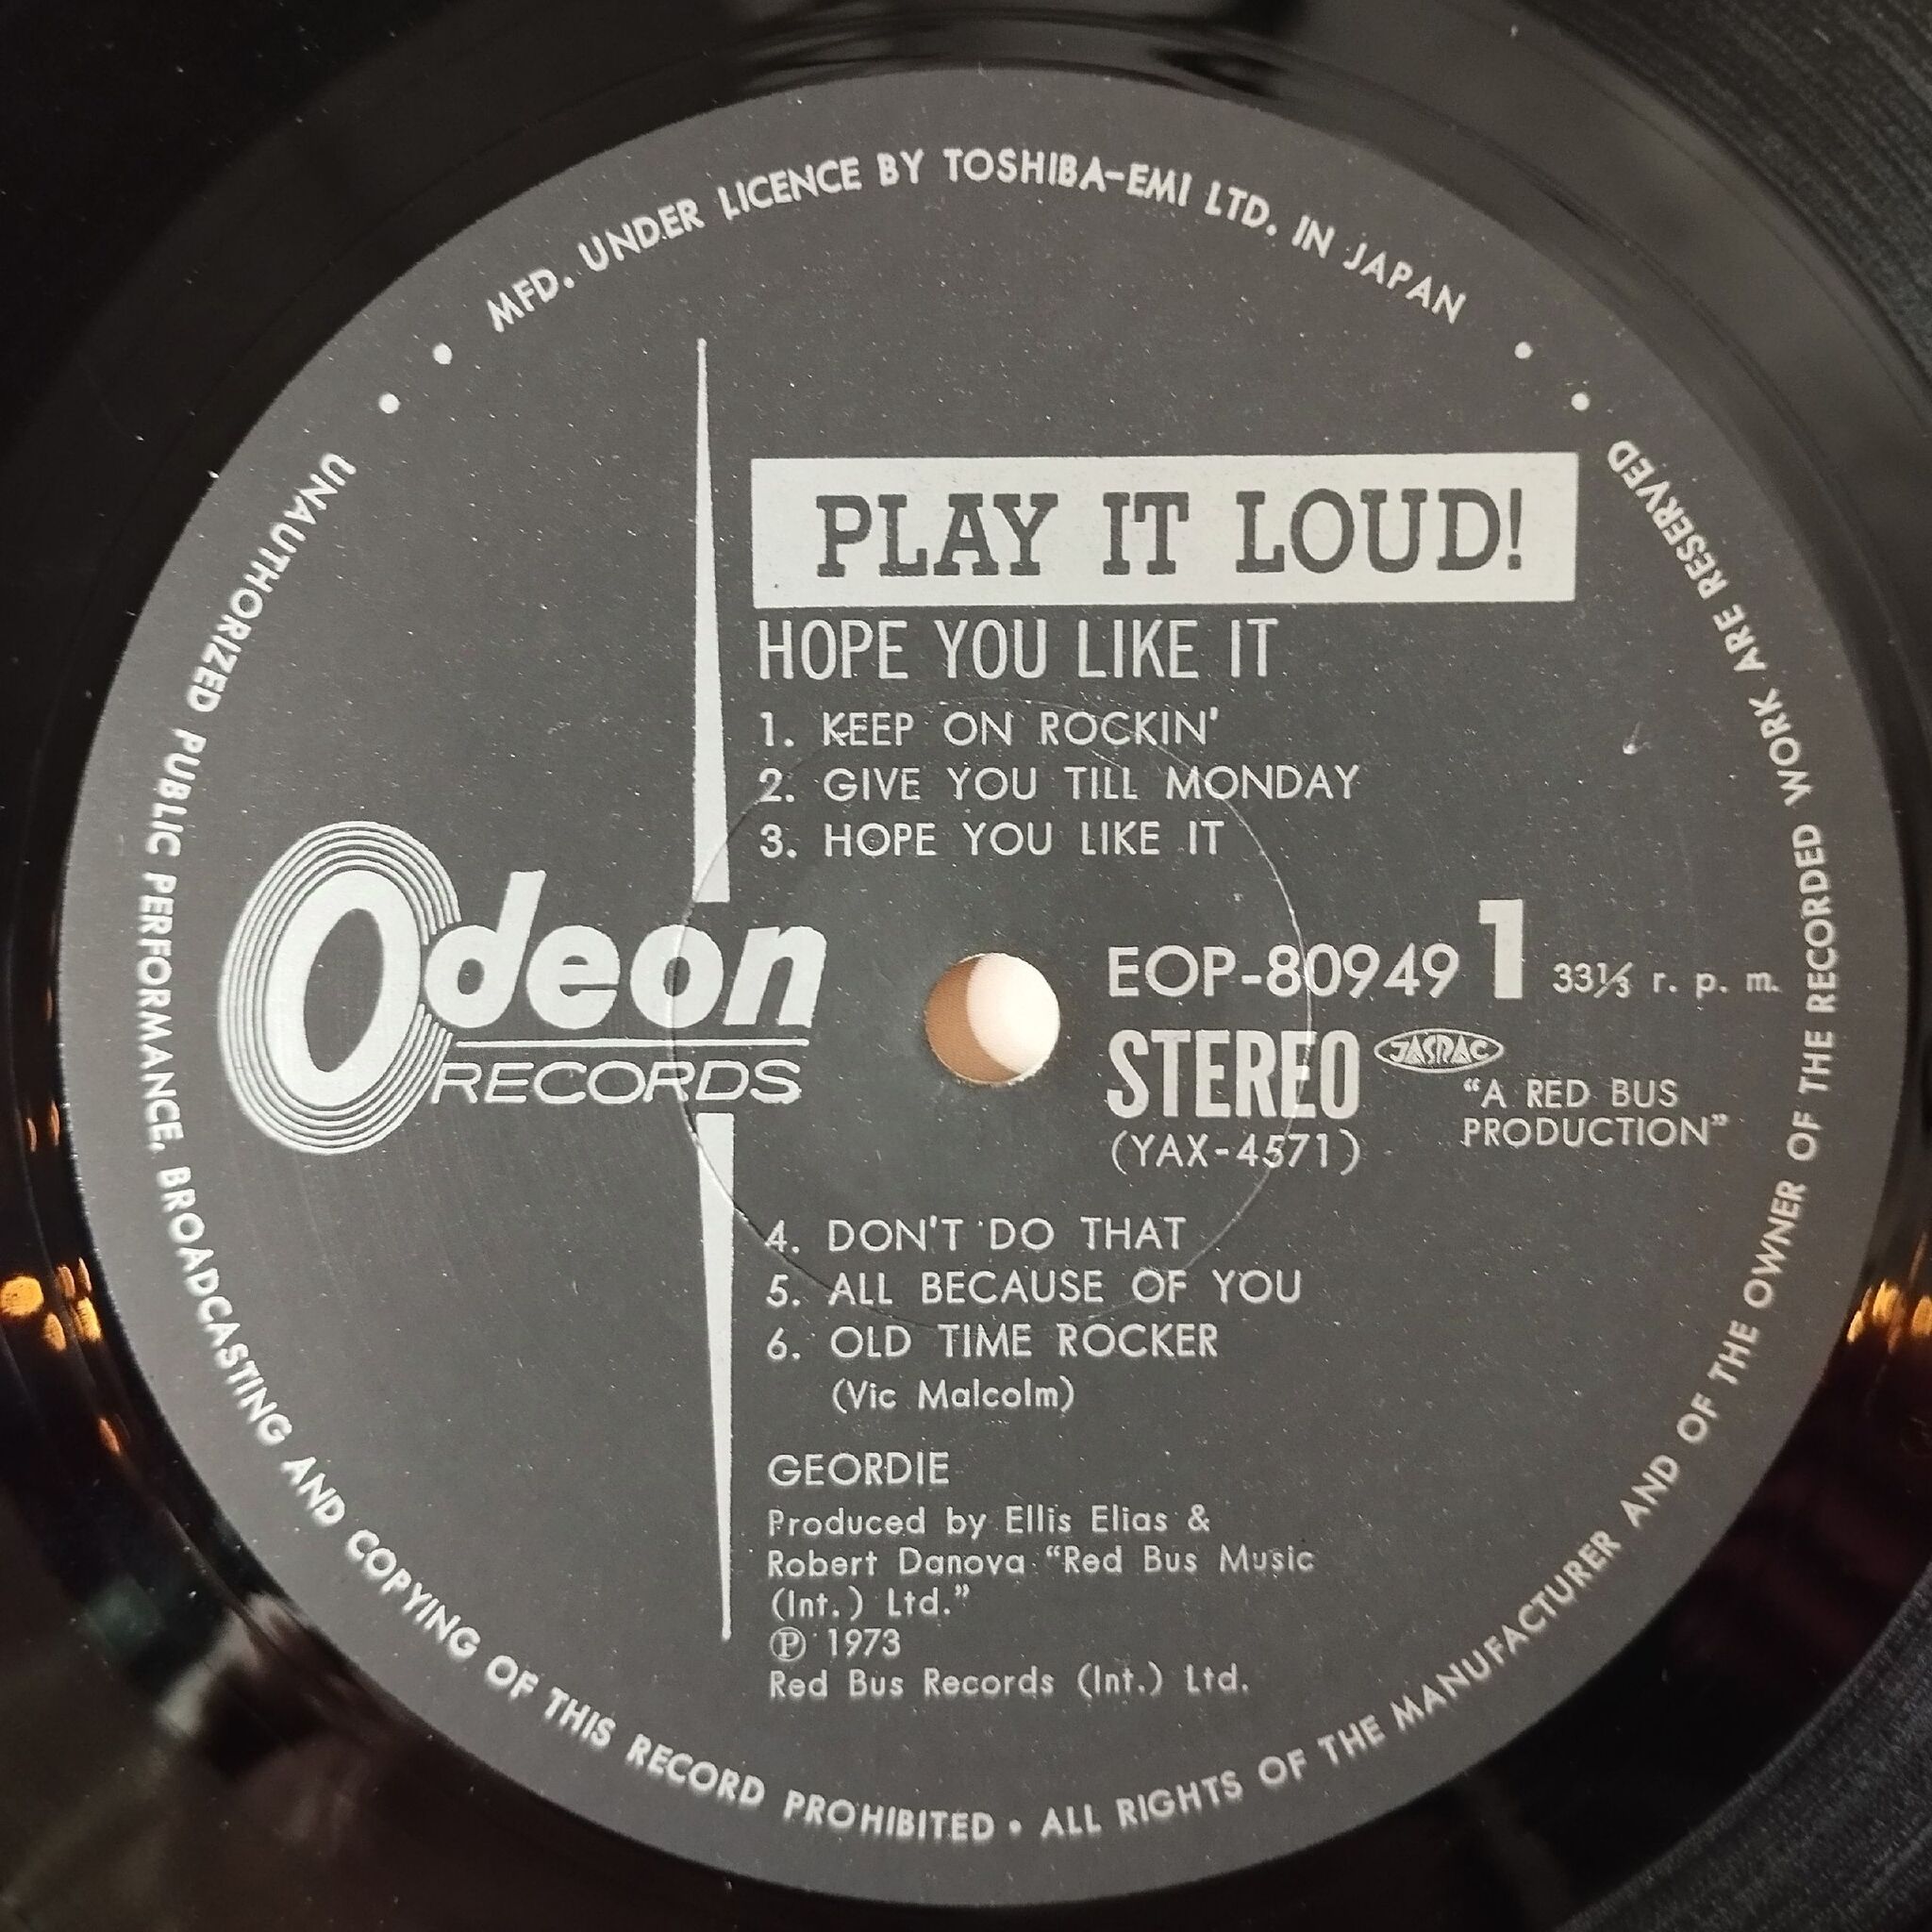 MFD. UNDER LICENCE BY TOSHIBA-EMI LTD. IN JAPAN
PLAY IT LOUD!
HOPE YOU LIKE IT
1. KEEP ON ROCKIN'
2. GIVE YOU TILL MONDAY
3. HOPE YOU LIKE IT
Odeon
RECORDS
EOP-80949 1 33⅓ r. p. m.
STEREO JASRAC
"A RED BUS
PRODUCTION"
(YAX-4571)
4. DON'T DO THAT
5. ALL BECAUSE OF YOU
6. OLD TIME ROCKER
(Vic Malcolm)
GEORDIE
Produced by Ellis Elias &
Robert Danova "Red Bus Music
(Int.) Ltd."
℗ 1973
Red Bus Records (Int.) Ltd.
UNAUTHORIZED PUBLIC PERFORMANCE, BROADCASTING AND COPYING OF THIS RECORD PROHIBITED • ALL RIGHTS OF THE MANUFACTURER AND OF THE OWNER OF THE RECORDED WORK ARE RESERVED